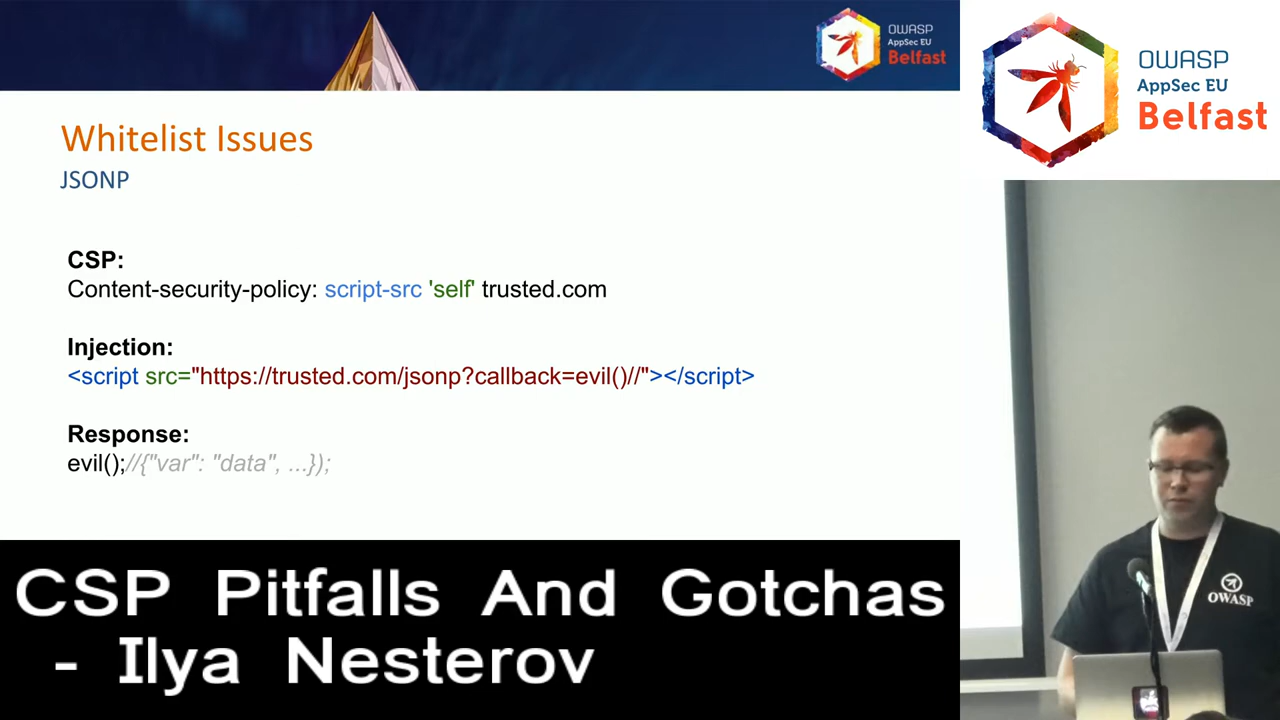 OWASP
AppSec EU
Belfast
OWASP
AppSec EU
Belfast
Whitelist Issues
JSONP
CSP:
Content-security-policy: script-src 'self' trusted.com
Injection:
<script src="https://trusted.com/jsonp?callback=evil()//"></script>
Response:
evil();//{"var": "data", ...});
OWASP
CSP Pitfalls And Gotchas
- Ilya Nesterov